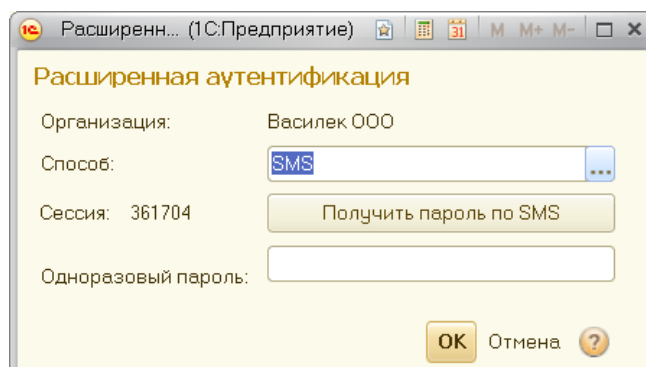 Расширенн... (1С:Предприятие) 31 M M+ M-
Расширенная аутентификация
Организация: Василек ООО
Способ: SMS ...
Сессия: 361704 Получить пароль по SMS
Одноразовый пароль:
OK Отмена ?